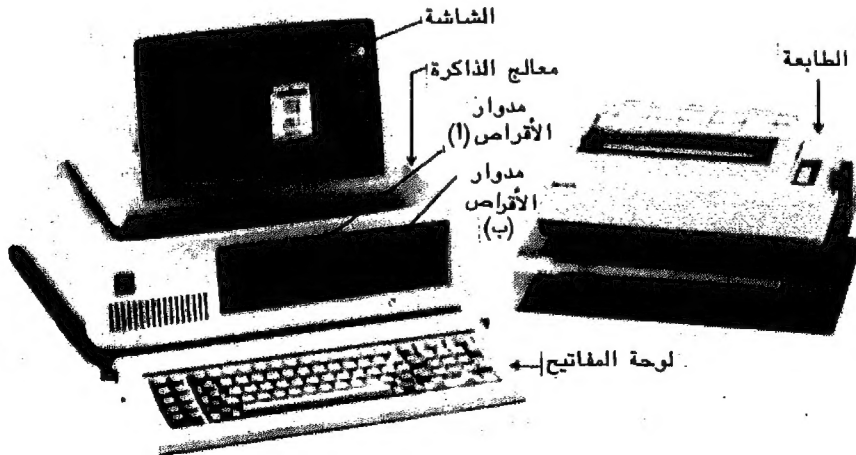 الشاشة
الطابعة
معالج الذاكرة
مدوار
الأقراص (أ)
مدوار
الأقراص
(ب)
لوحة المفاتيح